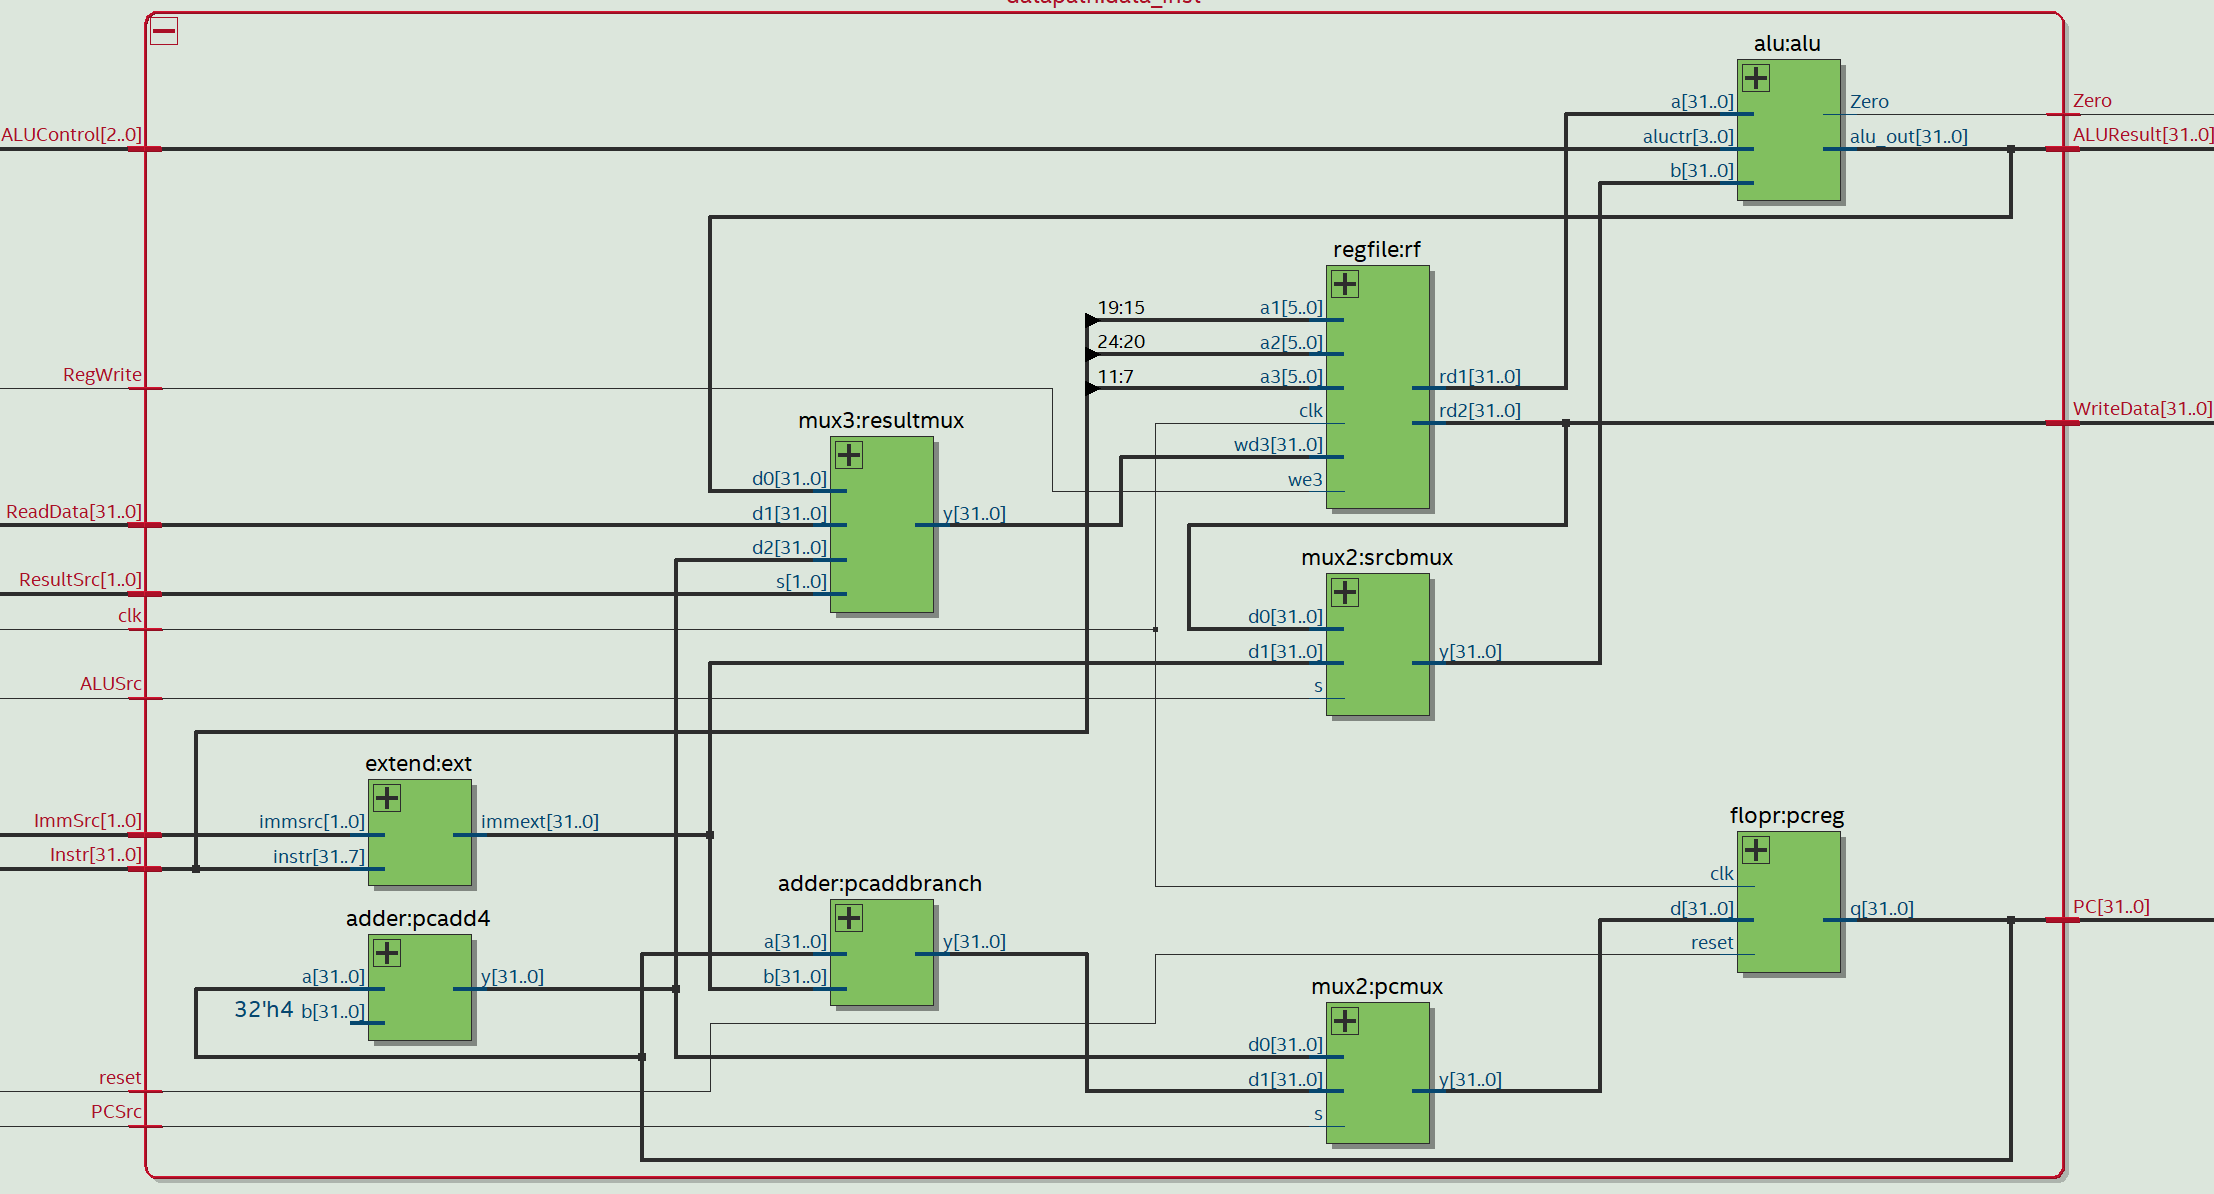 datapath:data_inst
alu:alu
a[31..0]
Zero
Zero
ALUControl[2..0]
aluctr[3..0]
alu_out[31..0]
ALUResult[31..0]
b[31..0]
regfile:rf
19:15
a1[5..0]
24:20
a2[5..0]
RegWrite
11:7
a3[5..0]
rd1[31..0]
clk
rd2[31..0]
WriteData[31..0]
mux3:resultmux
wd3[31..0]
we3
d0[31..0]
ReadData[31..0]
d1[31..0]
y[31..0]
d2[31..0]
mux2:srcbmux
ResultSrc[1..0]
s[1..0]
clk
d0[31..0]
d1[31..0]
y[31..0]
ALUSrc
s
extend:ext
ImmSrc[1..0]
immsrc[1..0]
immext[31..0]
flopr:pcreg
Instr[31..0]
instr[31..7]
clk
adder:pcaddbranch
d[31..0]
q[31..0]
PC[31..0]
adder:pcadd4
a[31..0]
y[31..0]
reset
a[31..0]
y[31..0]
b[31..0]
mux2:pcmux
32'h4 b[31..0]
d0[31..0]
reset
d1[31..0]
y[31..0]
PCSrc
s